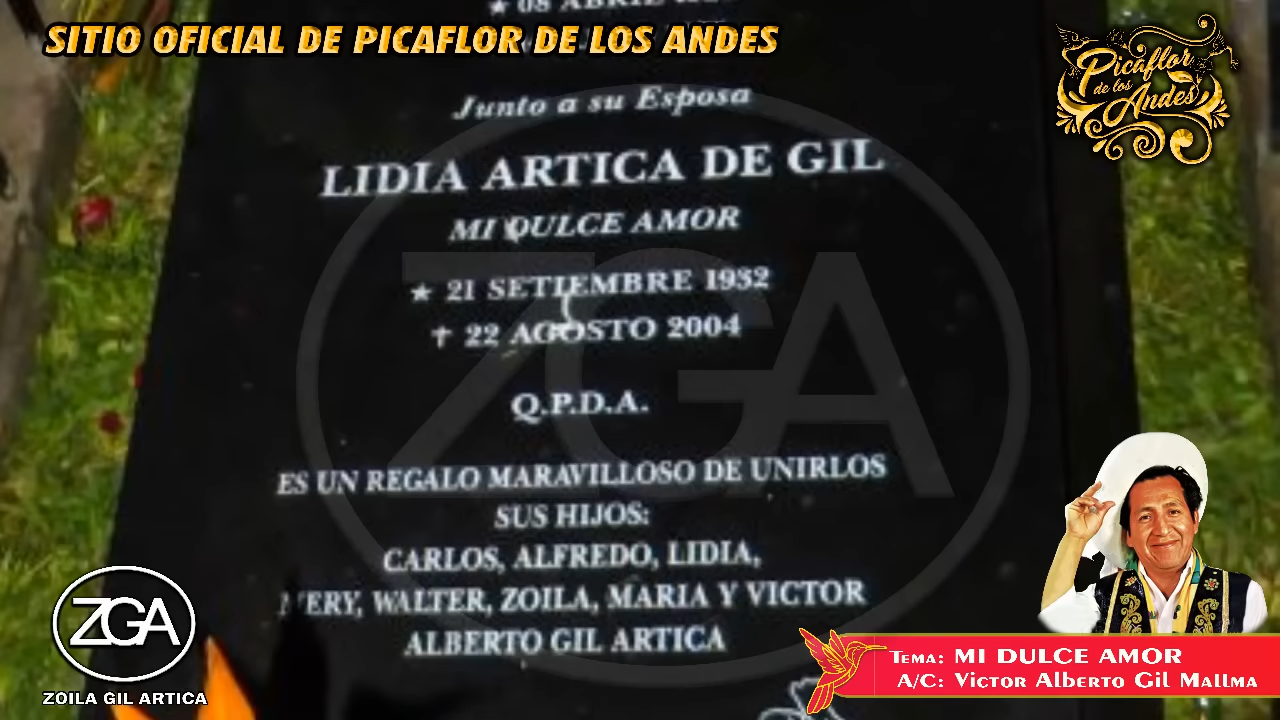 SITIO OFICIAL DE PICAFLOR DE LOS ANDES
Picaflor
de los
Andes
★ 08 ABRIL
Junto a su Esposa
LIDIA ARTICA DE GIL
MI DULCE AMOR
★ 21 SETIEMBRE 1932
✝ 22 AGOSTO 2004
Q.P.D.A.
ES UN REGALO MARAVILLOSO DE UNIRLOS
SUS HIJOS:
CARLOS, ALFREDO, LIDIA,
WALTER, ZOILA, MARIA Y VICTOR
ALBERTO GIL ARTICA
ZGA
ZGA
ZOILA GIL ARTICA
TEMA: MI DULCE AMOR
A/C: VICTOR ALBERTO GIL MALLMA